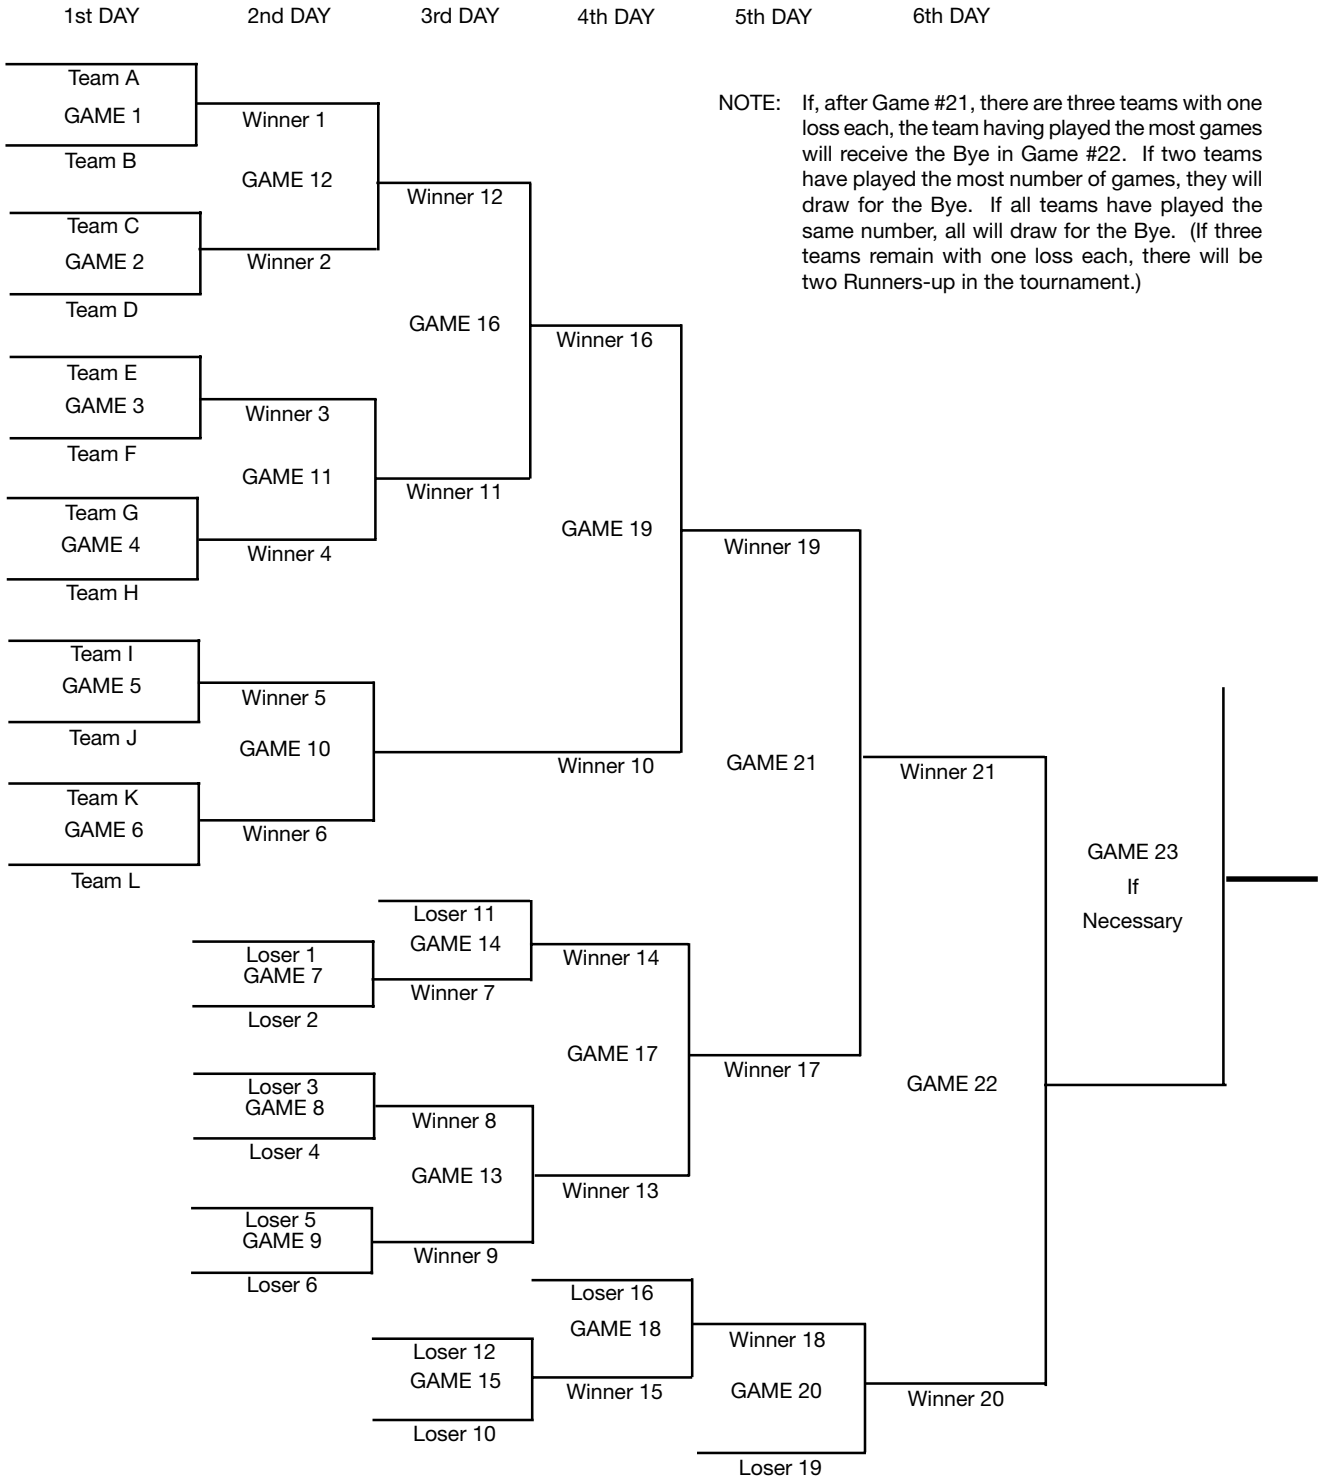 1st DAY
2nd DAY
3rd DAY
4th DAY
5th DAY
6th DAY
NOTE: If, after Game #21, there are three teams with one
loss each, the team having played the most games
will receive the Bye in Game #22. If two teams
have played the most number of games, they will
draw for the Bye. If all teams have played the
same number, all will draw for the Bye. (If three
teams remain with one loss each, there will be
two Runners-up in the tournament.)
Team A
GAME 1
Team B
Team C
GAME 2
Team D
Team E
GAME 3
Team F
Team G
GAME 4
Team H
Team I
GAME 5
Team J
Team K
GAME 6
Team L
Winner 1
GAME 12
Winner 2
Winner 3
GAME 11
Winner 4
Winner 5
GAME 10
Winner 6
Loser 1
GAME 7
Loser 2
Loser 3
GAME 8
Loser 4
Loser 5
GAME 9
Loser 6
Winner 12
GAME 16
Winner 11
Loser 11
GAME 14
Winner 7
Winner 8
GAME 13
Winner 9
Loser 12
GAME 15
Loser 10
Winner 16
GAME 19
Winner 10
Winner 14
GAME 17
Winner 13
Loser 16
GAME 18
Winner 15
Winner 19
GAME 21
Winner 17
Winner 18
GAME 20
Loser 19
Winner 21
GAME 22
Winner 20
GAME 23
If
Necessary